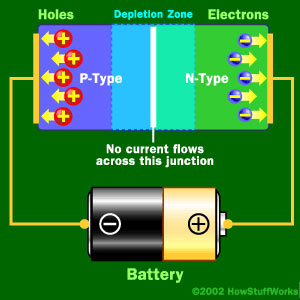 Holes Depletion Zone Electrons
P-Type N-Type
No current flows
across this junction
Battery
©2002 HowStuffWorks